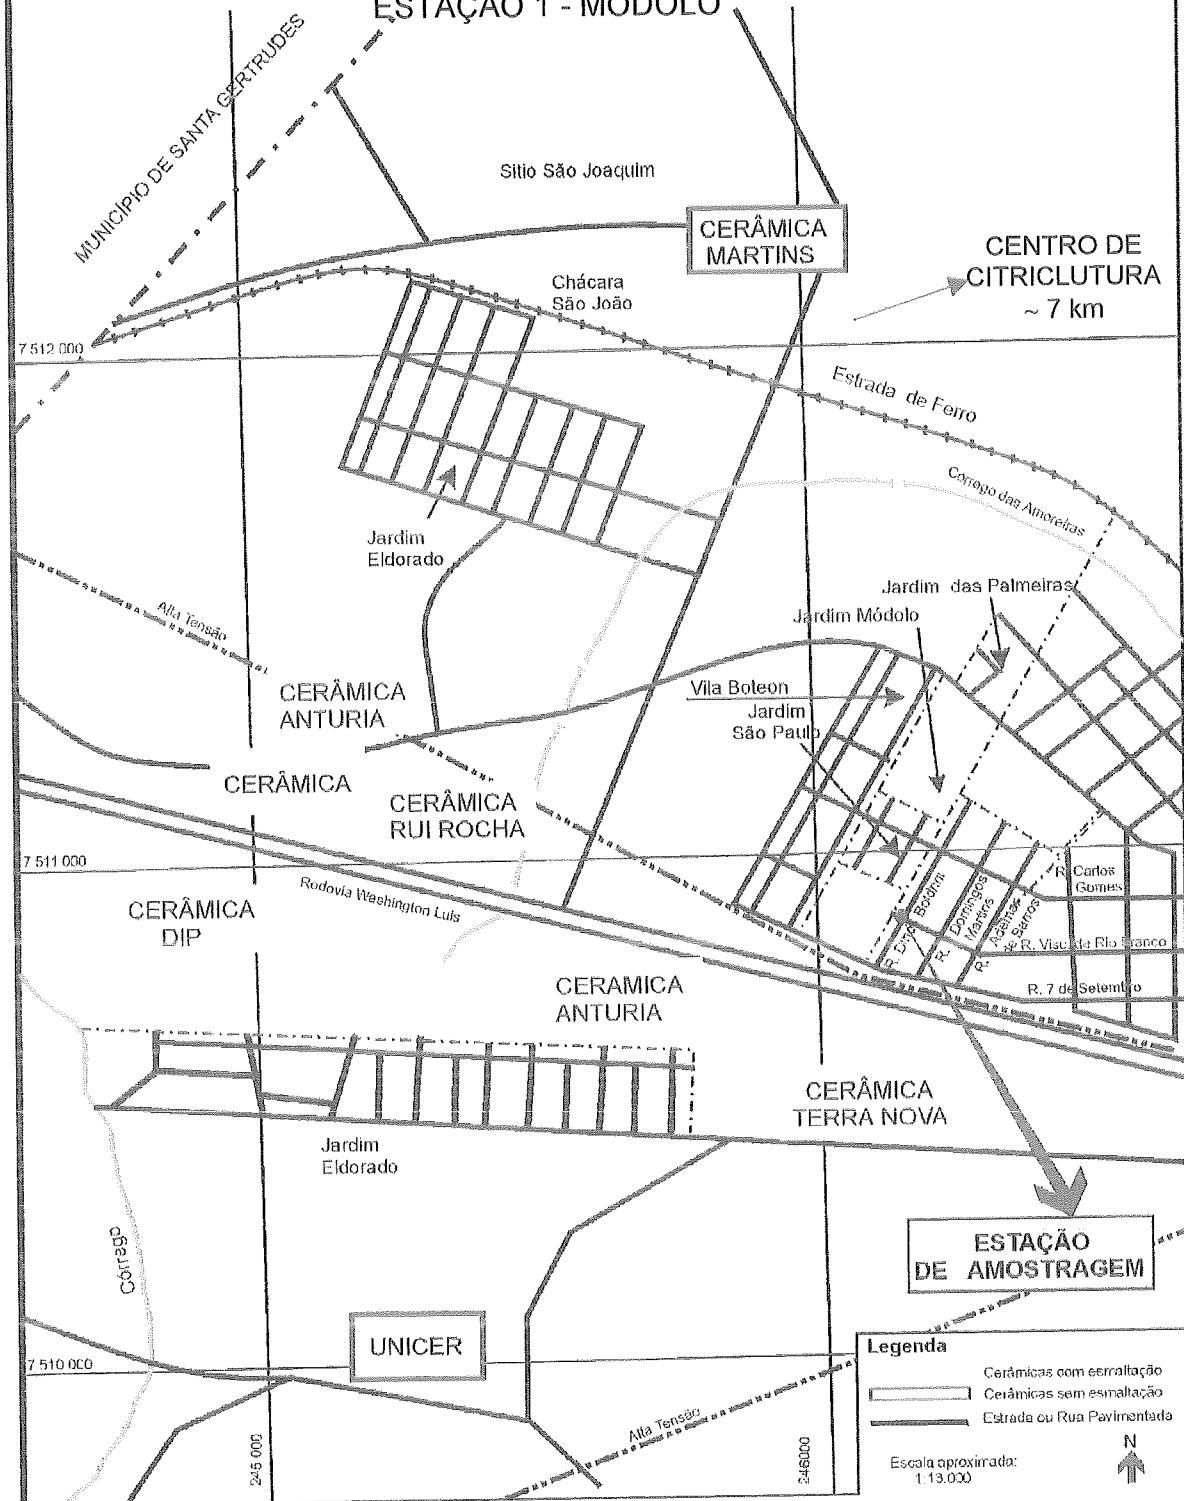 ESTAÇÃO 1 - MÓDOLO
MUNICÍPIO DE SANTA GERTRUDES
Sítio São Joaquim
CERÂMICA
MARTINS
CENTRO DE
CITRICLUTURA
~ 7 km
Chácara
São João
7 512 000
Estrada de Ferro
Córrego das Amoreiras
Jardim
Eldorado
Jardim das Palmeiras
Alta Tensão
Jardim Módolo
CERÂMICA
ANTURIA
Vila Boteon
Jardim
São Paulo
CERÂMICA
CERÂMICA
RUI ROCHA
7 511 000
R. Carlos
Gomes
Rodovia Washington Luis
CERÂMICA
DIP
R. Bolohim
R. Domingos
Martins
R. Ademar
de Barros
R. Visc. de Rio Branco
R. 7 de Setembro
CERAMICA
ANTURIA
CERÂMICA
TERRA NOVA
Jardim
Eldorado
Córrago
ESTAÇÃO
DE AMOSTRAGEM
UNICER
7 510 000
Legenda
Cerâmicas com esmaltação
Cerâmicas sem esmaltação
Estrada ou Rua Pavimentada
Alta Tensão
245 000
246000
Escala aproximada:
1:13.000
N